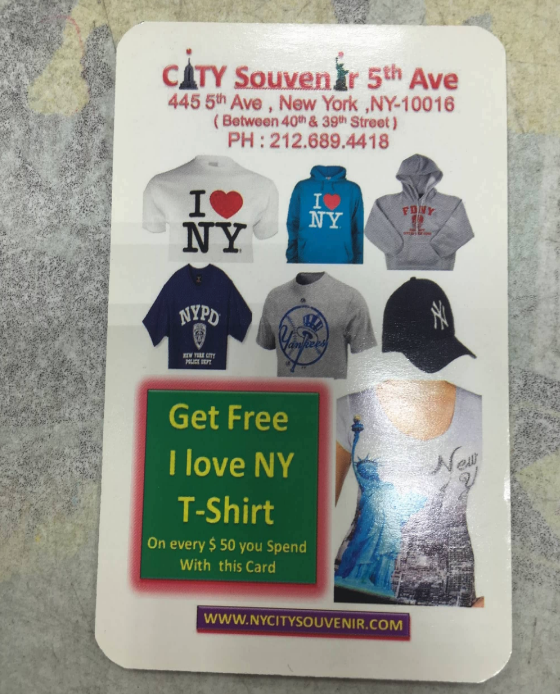 CITY Souvenir 5th Ave
445 5th Ave , New York ,NY-10016
( Between 40th & 39th Street )
PH : 212.689.4418
I ❤ NY
I ❤ NY
FDNY
NYPD
NEW YORK CITY
POLICE DEPT.
Yankees
NY
Get Free
I love NY
T-Shirt
On every $ 50 you Spend
With this Card
New
WWW.NYCITYSOUVENIR.COM